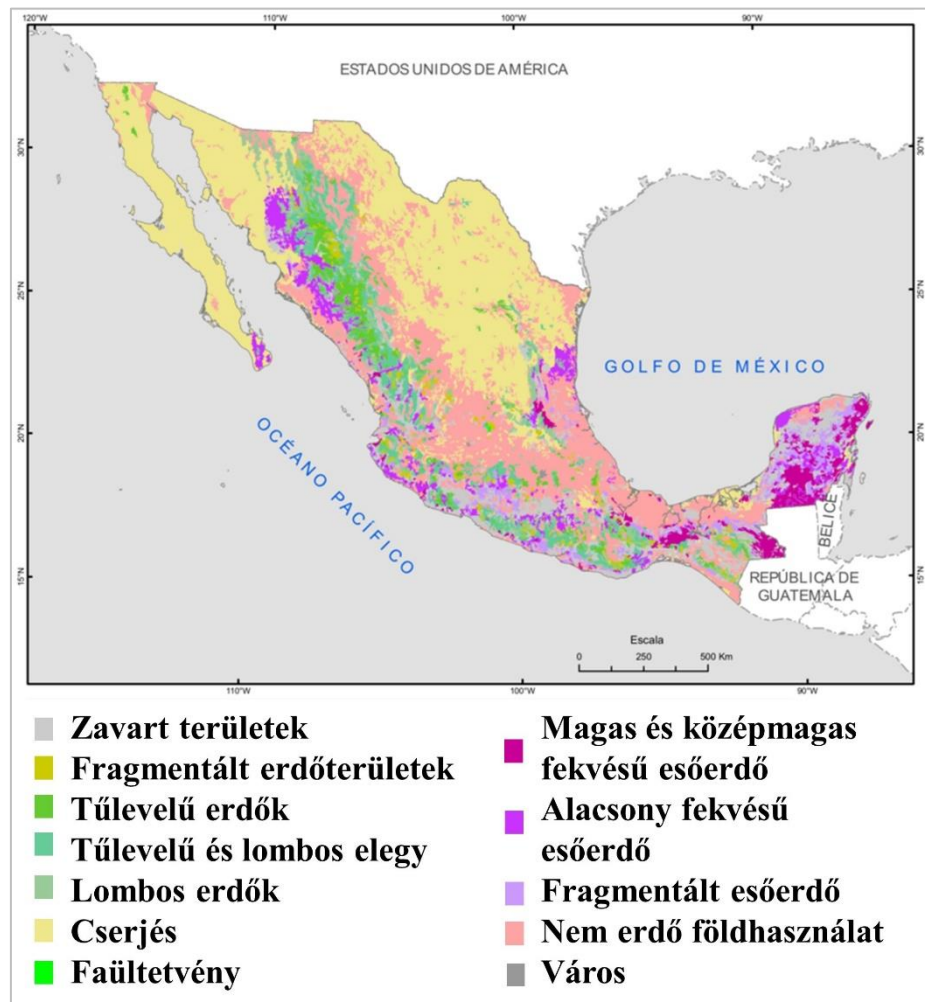 120°W
110°W
100°W
90°W
ESTADOS UNIDOS DE AMÉRICA
30°N
30°N
25°N
25°N
GOLFO DE MÉXICO
20°N
20°N
OCÉANO PACÍFICO
BELICE
15°N
15°N
REPÚBLICA DE
GUATEMALA
Escala
0 250 500 Km
110°W
100°W
90°W
Zavart területek
Fragmentált erdőterületek
Tűlevelű erdők
Tűlevelű és lombos elegy
Lombos erdők
Cserjés
Faültetvény
Magas és középmagas
fekvésű esőerdő
Alacsony fekvésű
esőerdő
Fragmentált esőerdő
Nem erdő földhasználat
Város